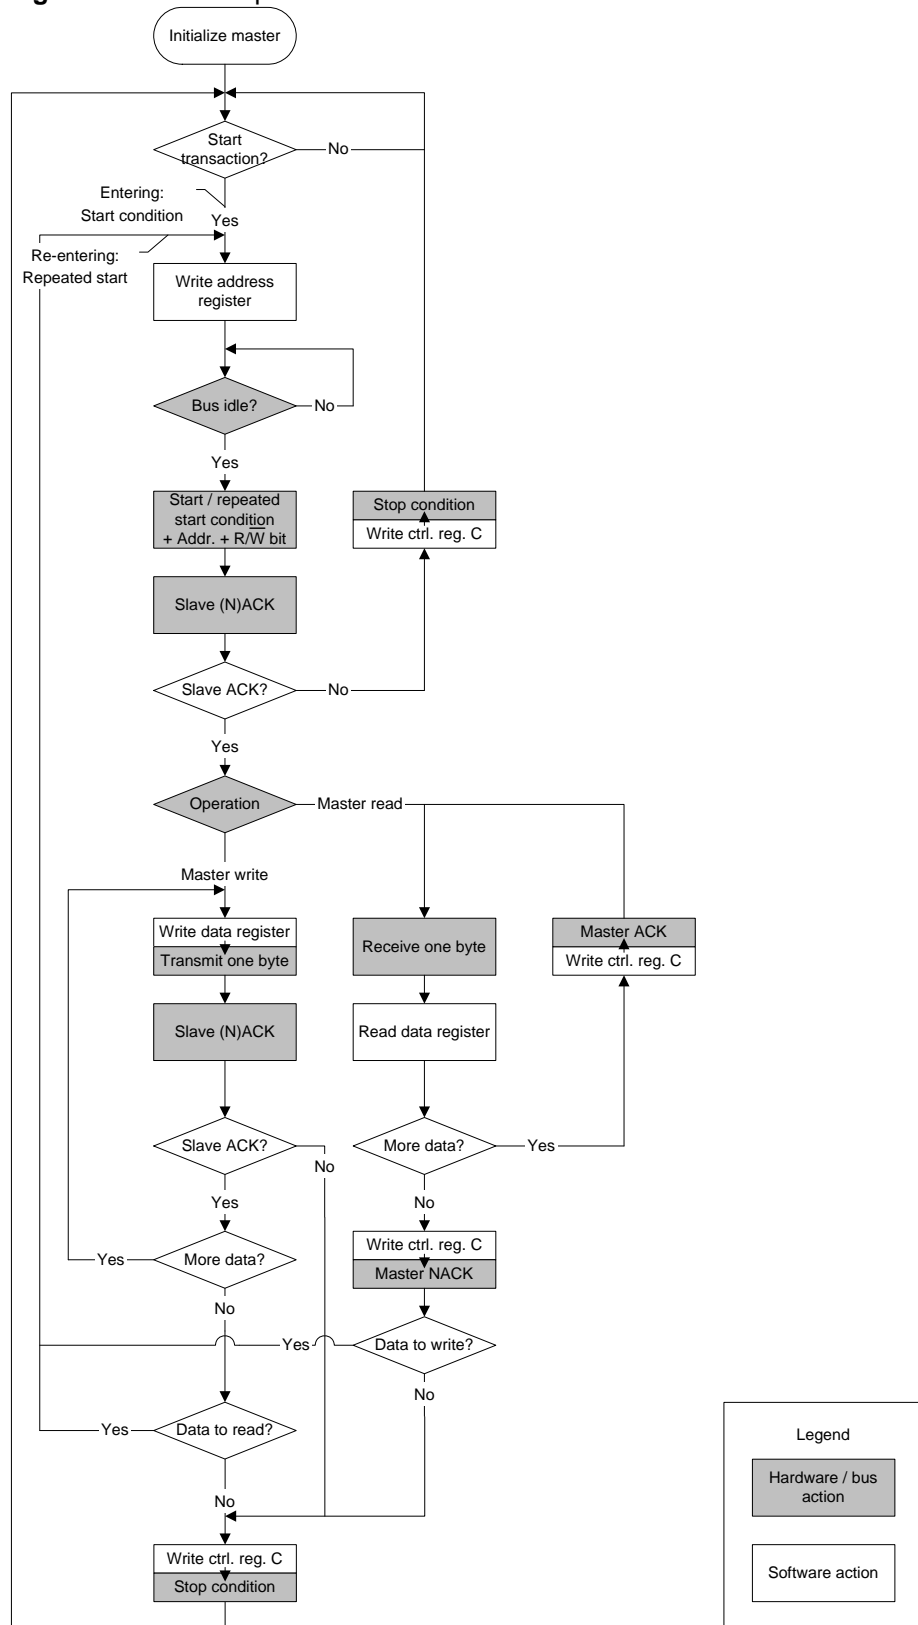 Initialize master
Start
transaction?
No
Entering:
Start condition
Yes
Re-entering:
Repeated start
Write address
register
Bus idle?
No
Yes
Start / repeated
start condition
+ Addr. + R/W̅ bit
Stop condition
Write ctrl. reg. C
Slave (N)ACK
Slave ACK?
No
Yes
Operation
Master read
Master write
Write data register
Transmit one byte
Receive one byte
Master ACK
Write ctrl. reg. C
Slave (N)ACK
Read data register
Slave ACK?
No
More data?
Yes
Yes
No
Yes
More data?
Write ctrl. reg. C
Master NACK
No
Yes
Data to write?
No
Yes
Data to read?
No
Write ctrl. reg. C
Stop condition
Legend
Hardware / bus
action
Software action